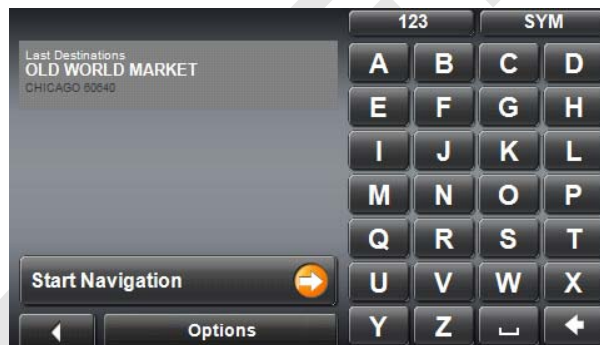 Last Destinations
OLD WORLD MARKET
CHICAGO 60640
Start Navigation
Options
123 SYM
A B C D
E F G H
I J K L
M N O P
Q R S T
U V W X
Y Z